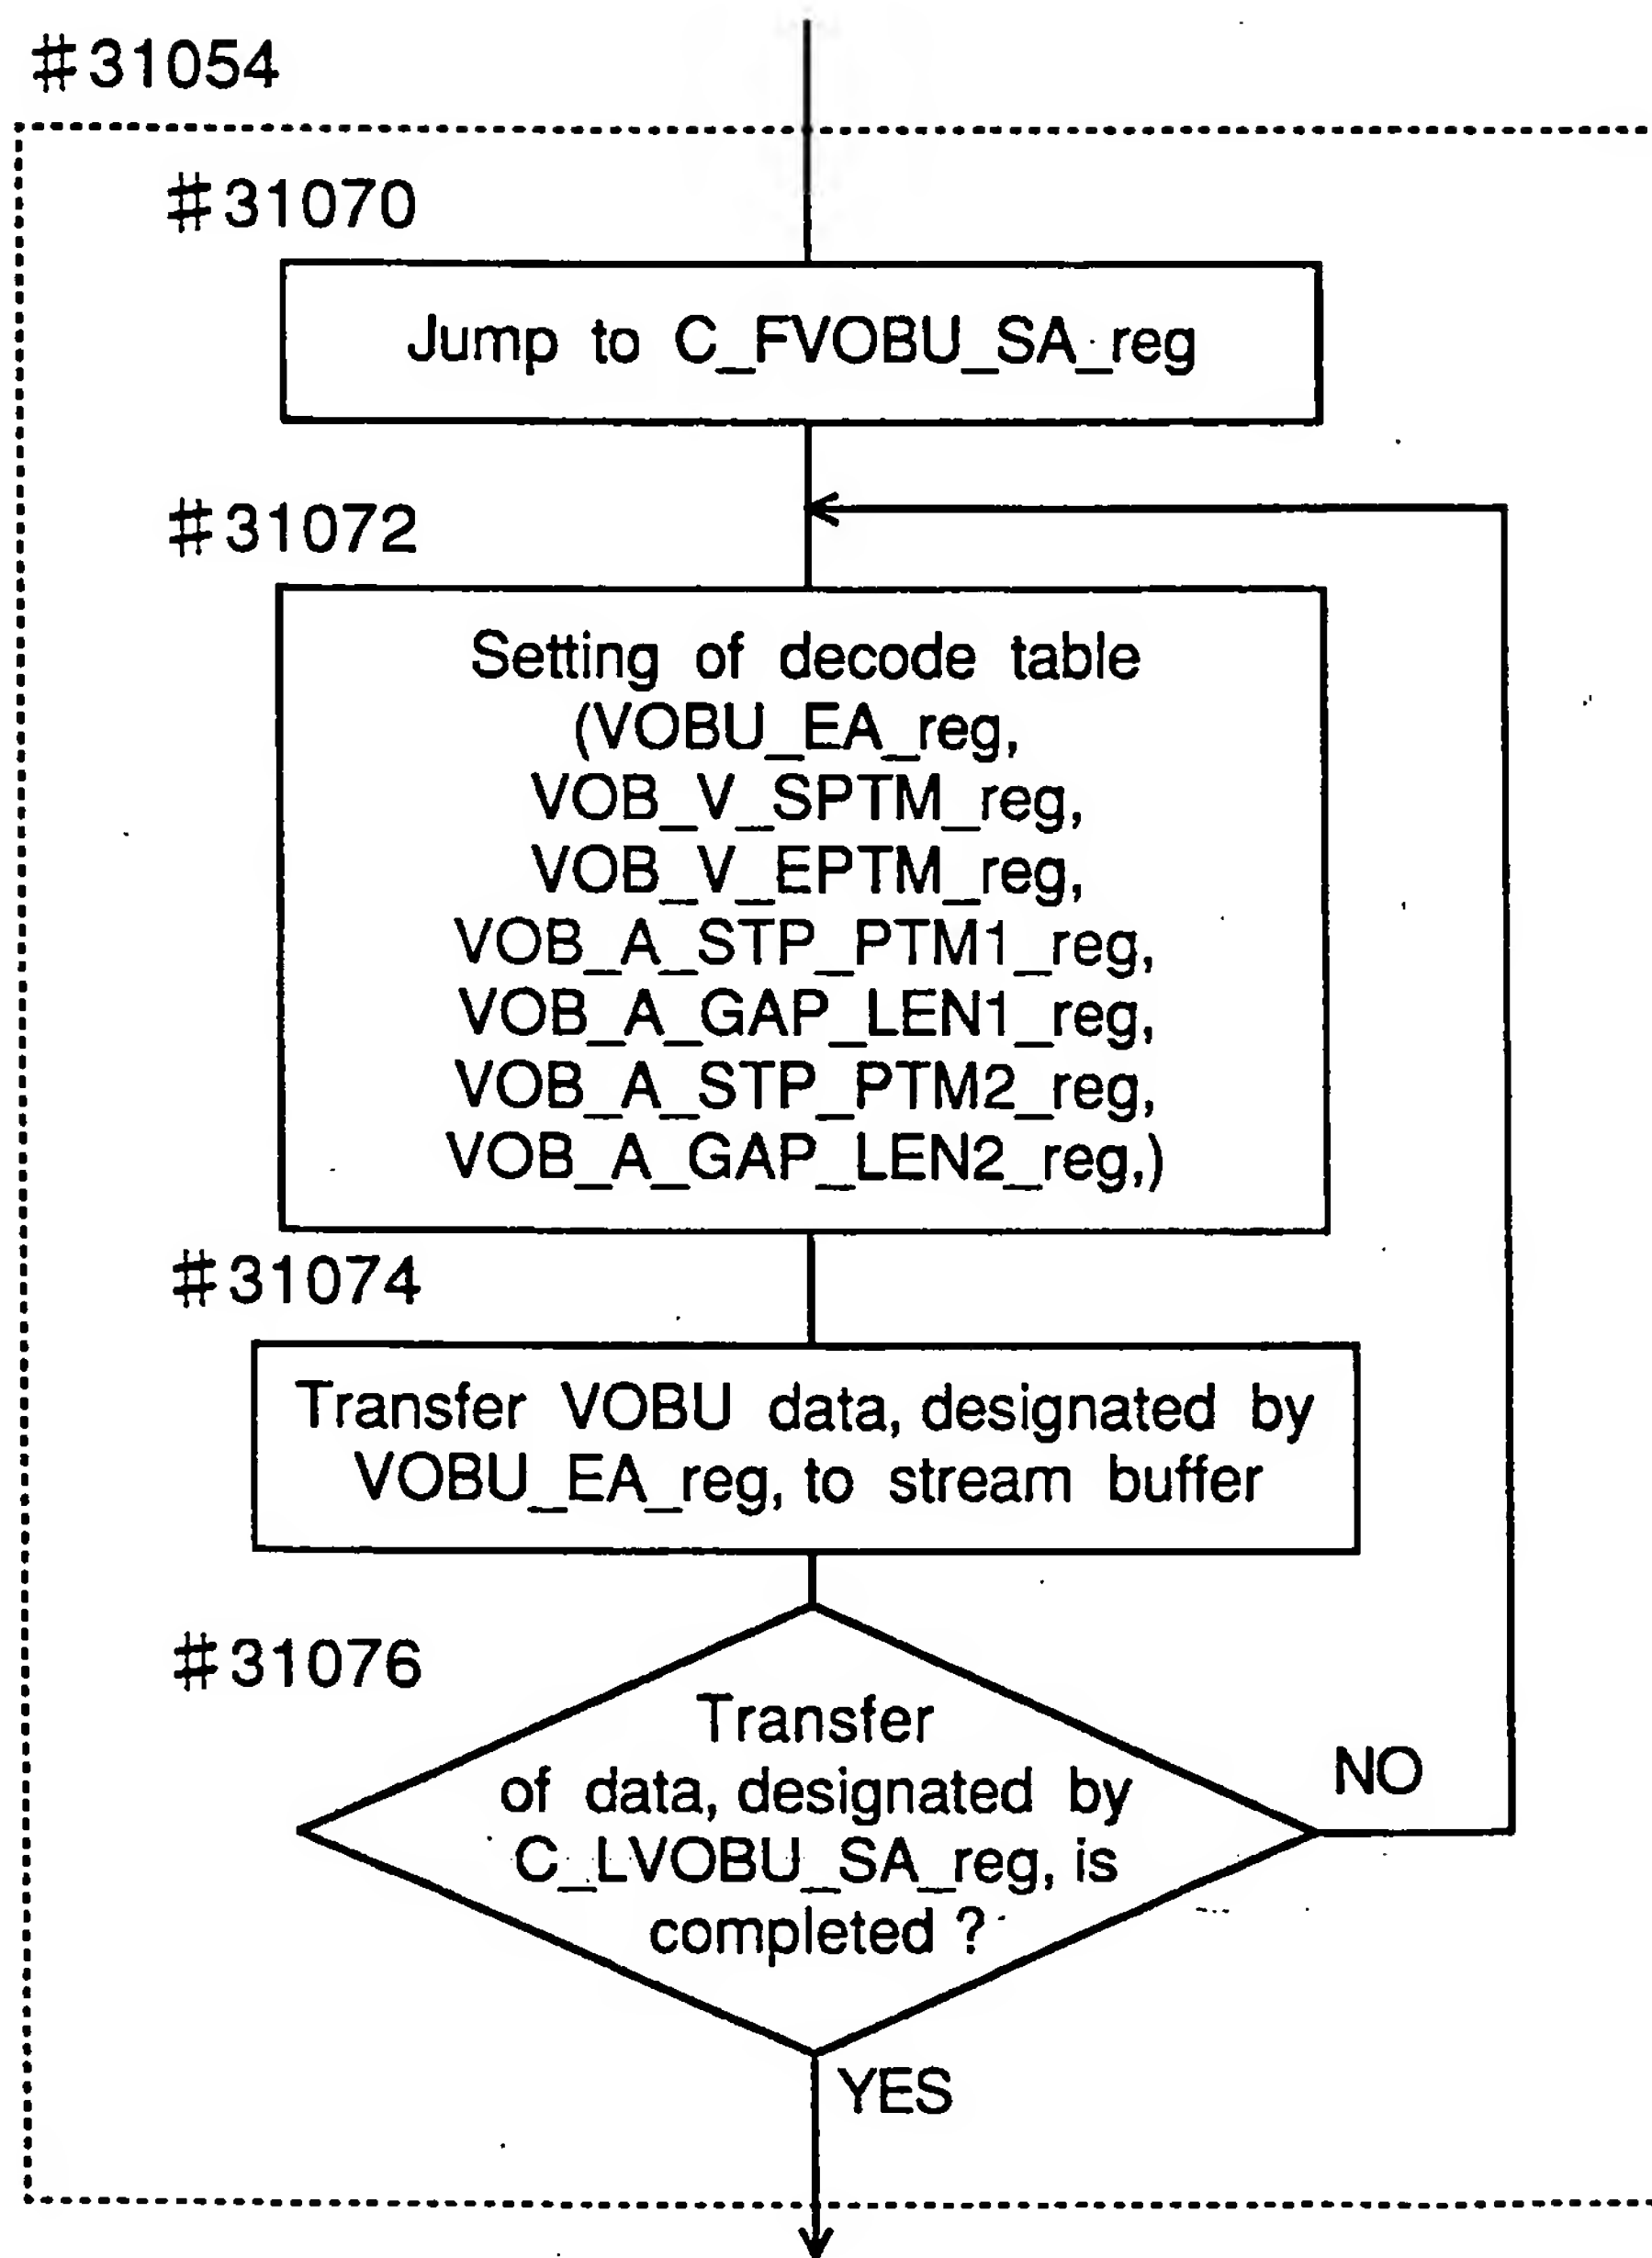 #31054
#31070
Jump to C_FVOBU_SA_reg
#31072
Setting of decode table
(VOBU_EA_reg,
VOB_V_SPTM_reg,
VOB_V_EPTM_reg,
VOB_A_STP_PTM1_reg,
VOB_A_GAP_LEN1_reg,
VOB_A_STP_PTM2_reg,
VOB_A_GAP_LEN2_reg,)
#31074
Transfer VOBU data, designated by
VOBU_EA_reg, to stream buffer
#31076
Transfer
of data, designated by
C_LVOBU_SA_reg, is
completed ?
NO
YES